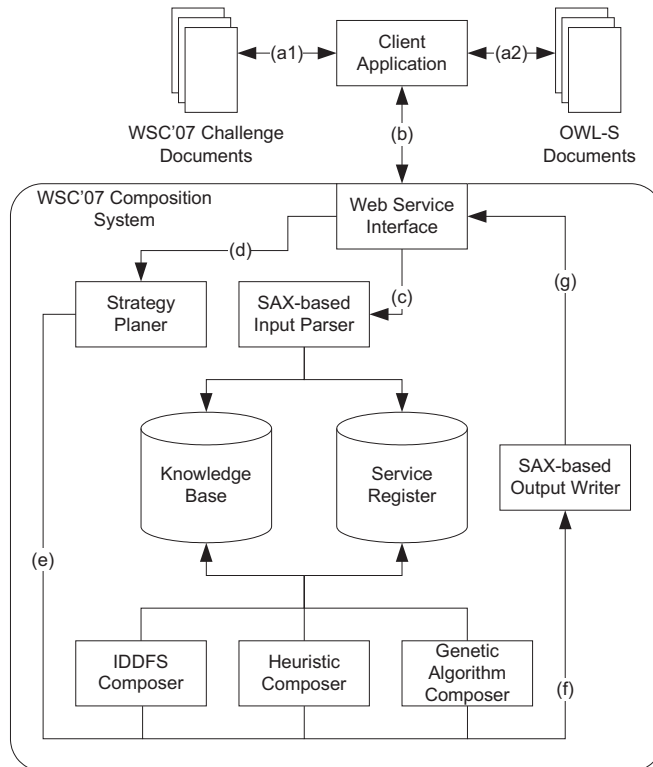 (a1)
Client
Application
(a2)
WSC'07 Challenge
Documents
(b)
OWL-S
Documents
WSC'07 Composition
System
Web Service
Interface
(d)
(c)
(g)
Strategy
Planer
SAX-based
Input Parser
Knowledge
Base
Service
Register
SAX-based
Output Writer
(e)
IDDFS
Composer
Heuristic
Composer
Genetic
Algorithm
Composer
(f)